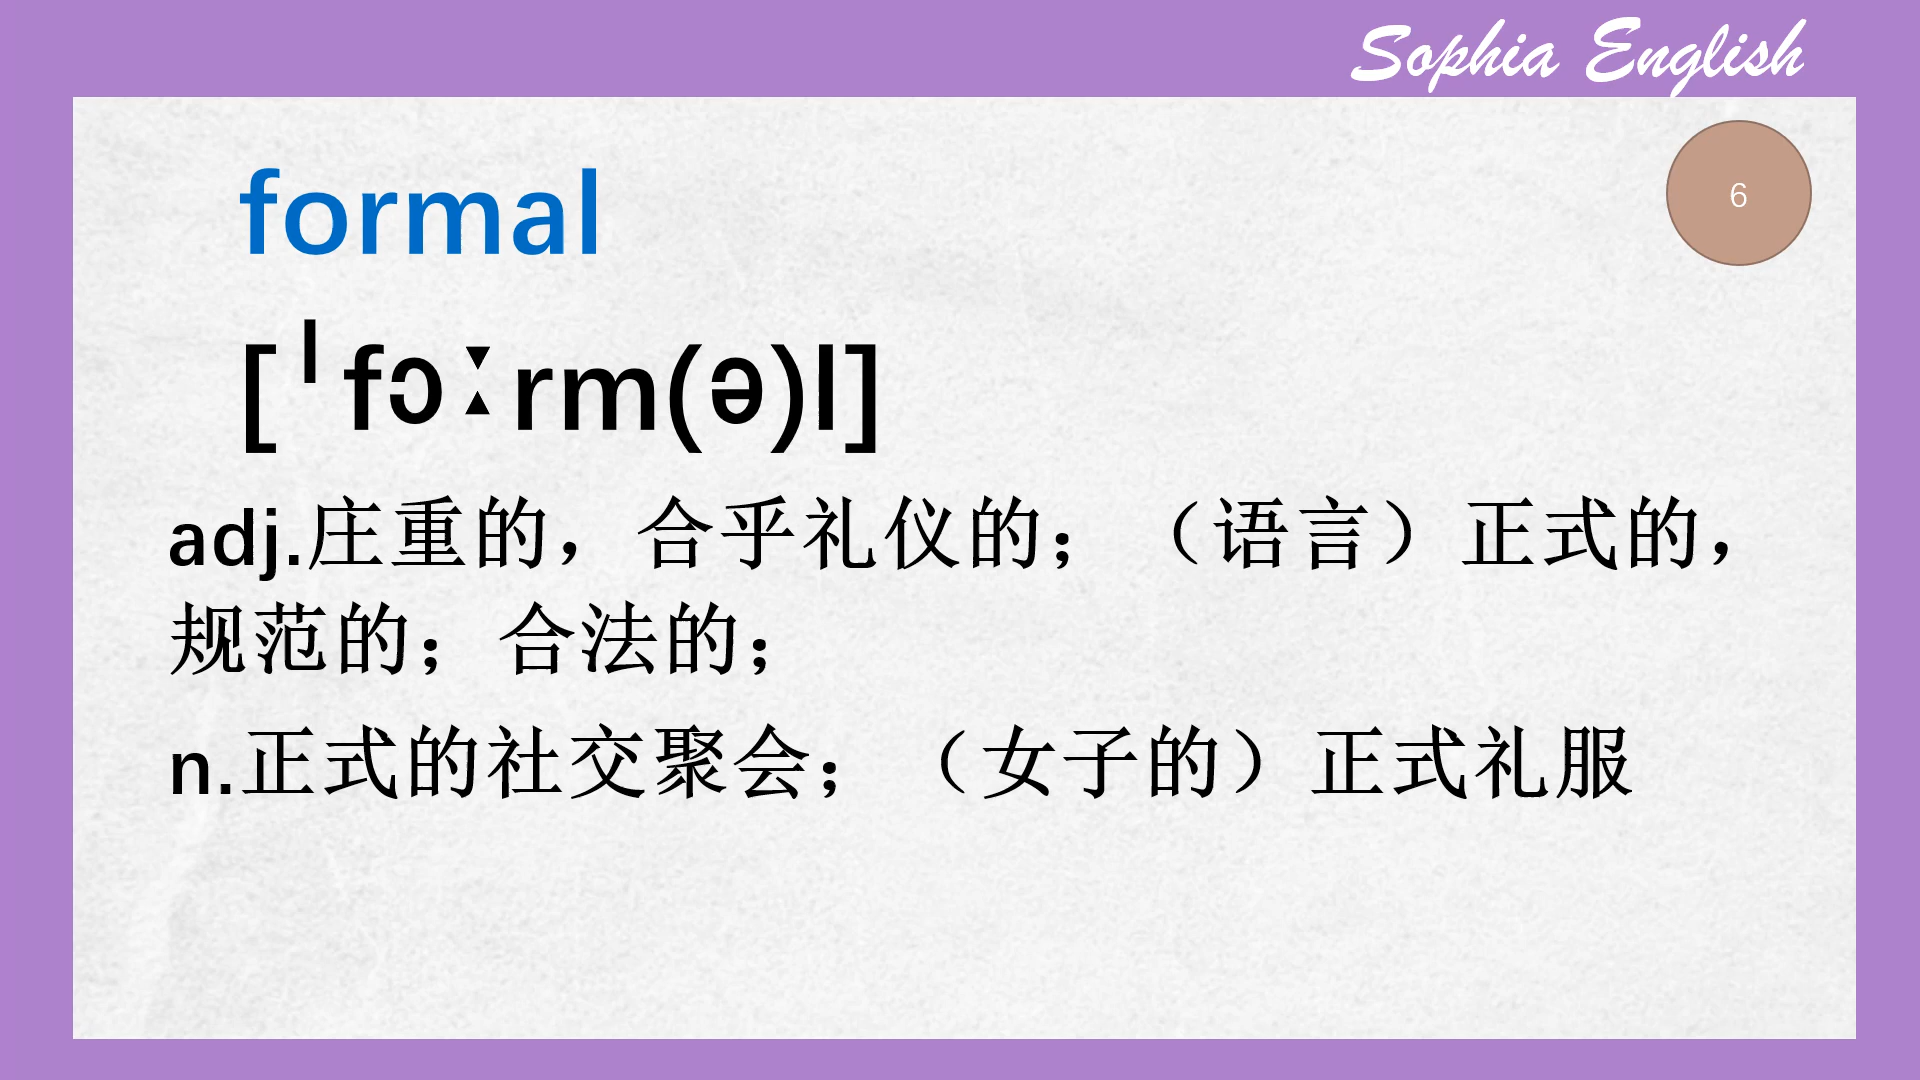 Sophia English
6
formal
[ˈfɔːrm(ə)l]
adj.庄重的，合乎礼仪的；（语言）正式的，
规范的；合法的；
n.正式的社交聚会；（女子的）正式礼服